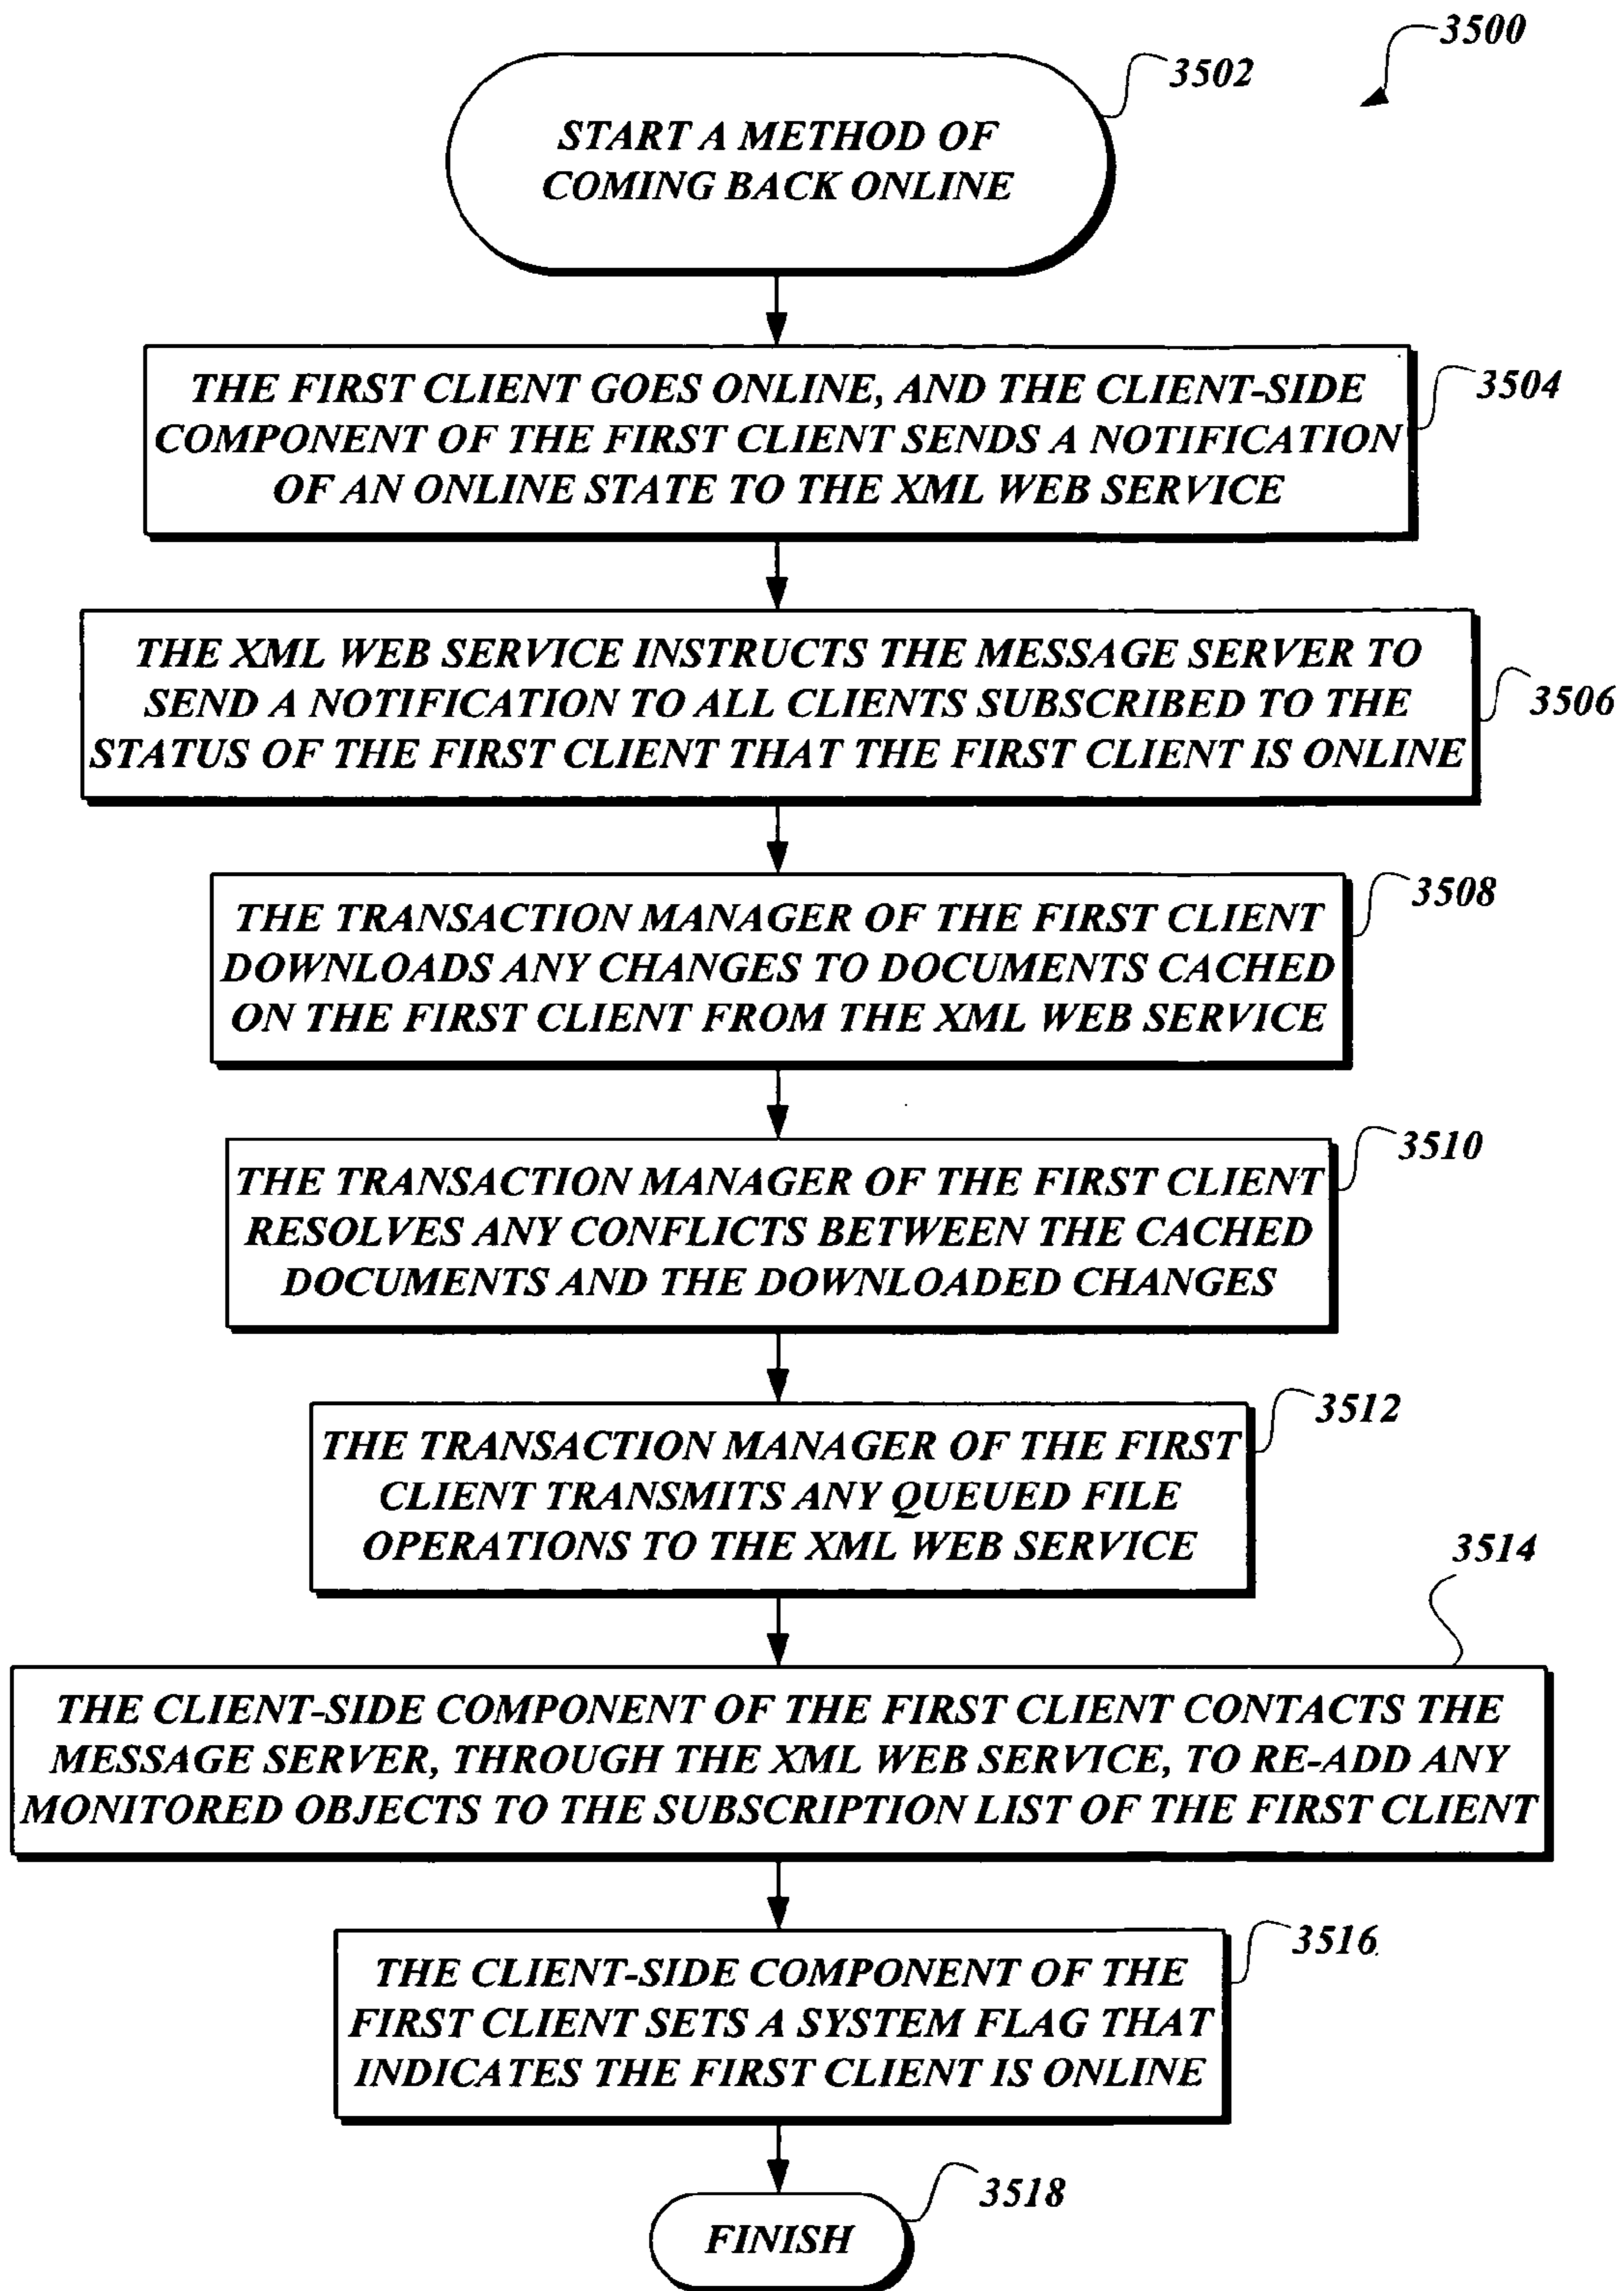 3500
3502
START A METHOD OF
COMING BACK ONLINE
3504
THE FIRST CLIENT GOES ONLINE, AND THE CLIENT-SIDE
COMPONENT OF THE FIRST CLIENT SENDS A NOTIFICATION
OF AN ONLINE STATE TO THE XML WEB SERVICE
3506
THE XML WEB SERVICE INSTRUCTS THE MESSAGE SERVER TO
SEND A NOTIFICATION TO ALL CLIENTS SUBSCRIBED TO THE
STATUS OF THE FIRST CLIENT THAT THE FIRST CLIENT IS ONLINE
3508
THE TRANSACTION MANAGER OF THE FIRST CLIENT
DOWNLOADS ANY CHANGES TO DOCUMENTS CACHED
ON THE FIRST CLIENT FROM THE XML WEB SERVICE
3510
THE TRANSACTION MANAGER OF THE FIRST CLIENT
RESOLVES ANY CONFLICTS BETWEEN THE CACHED
DOCUMENTS AND THE DOWNLOADED CHANGES
3512
THE TRANSACTION MANAGER OF THE FIRST
CLIENT TRANSMITS ANY QUEUED FILE
OPERATIONS TO THE XML WEB SERVICE
3514
THE CLIENT-SIDE COMPONENT OF THE FIRST CLIENT CONTACTS THE
MESSAGE SERVER, THROUGH THE XML WEB SERVICE, TO RE-ADD ANY
MONITORED OBJECTS TO THE SUBSCRIPTION LIST OF THE FIRST CLIENT
3516
THE CLIENT-SIDE COMPONENT OF THE
FIRST CLIENT SETS A SYSTEM FLAG THAT
INDICATES THE FIRST CLIENT IS ONLINE
3518
FINISH